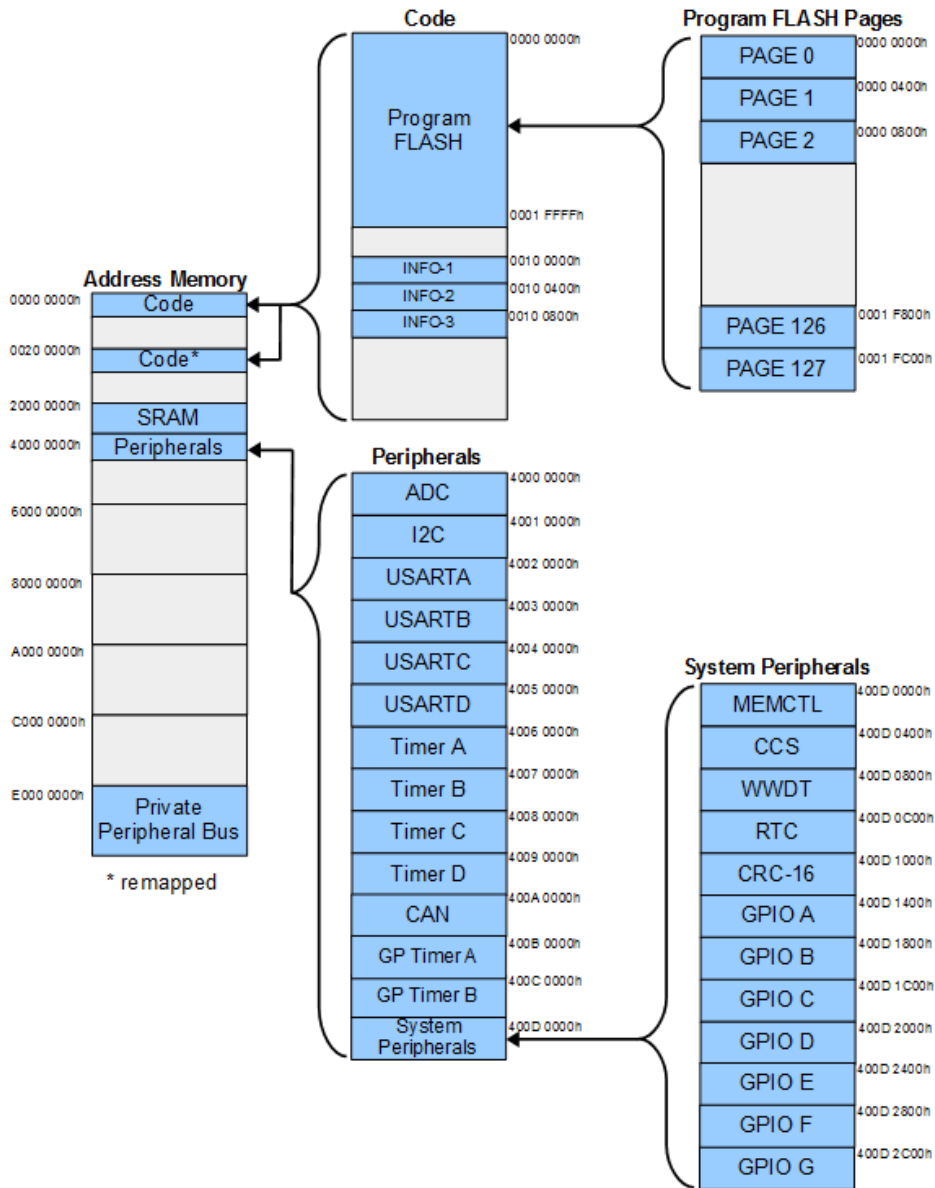 Code
0000 0000h
Program
FLASH
0001 FFFFh
0010 0000h
INFO-1
0010 0400h
INFO-2
0010 0800h
INFO-3
Program FLASH Pages
0000 0000h
PAGE 0
0000 0400h
PAGE 1
0000 0800h
PAGE 2
0001 F800h
PAGE 126
0001 FC00h
PAGE 127
Address Memory
0000 0000h
Code
0020 0000h
Code*
2000 0000h
SRAM
4000 0000h
Peripherals
6000 0000h
8000 0000h
A000 0000h
C000 0000h
E000 0000h
Private
Peripheral Bus
* remapped
Peripherals
4000 0000h
ADC
4001 0000h
I2C
4002 0000h
USARTA
4003 0000h
USARTB
4004 0000h
USARTC
4005 0000h
USARTD
4006 0000h
Timer A
4007 0000h
Timer B
4008 0000h
Timer C
4009 0000h
Timer D
400A 0000h
CAN
400B 0000h
GP Timer A
400C 0000h
GP Timer B
400D 0000h
System
Peripherals
System Peripherals
400D 0000h
MEMCTL
400D 0400h
CCS
400D 0800h
WWDT
400D 0C00h
RTC
400D 1000h
CRC-16
400D 1400h
GPIO A
400D 1800h
GPIO B
400D 1C00h
GPIO C
400D 2000h
GPIO D
400D 2400h
GPIO E
400D 2800h
GPIO F
400D 2C00h
GPIO G